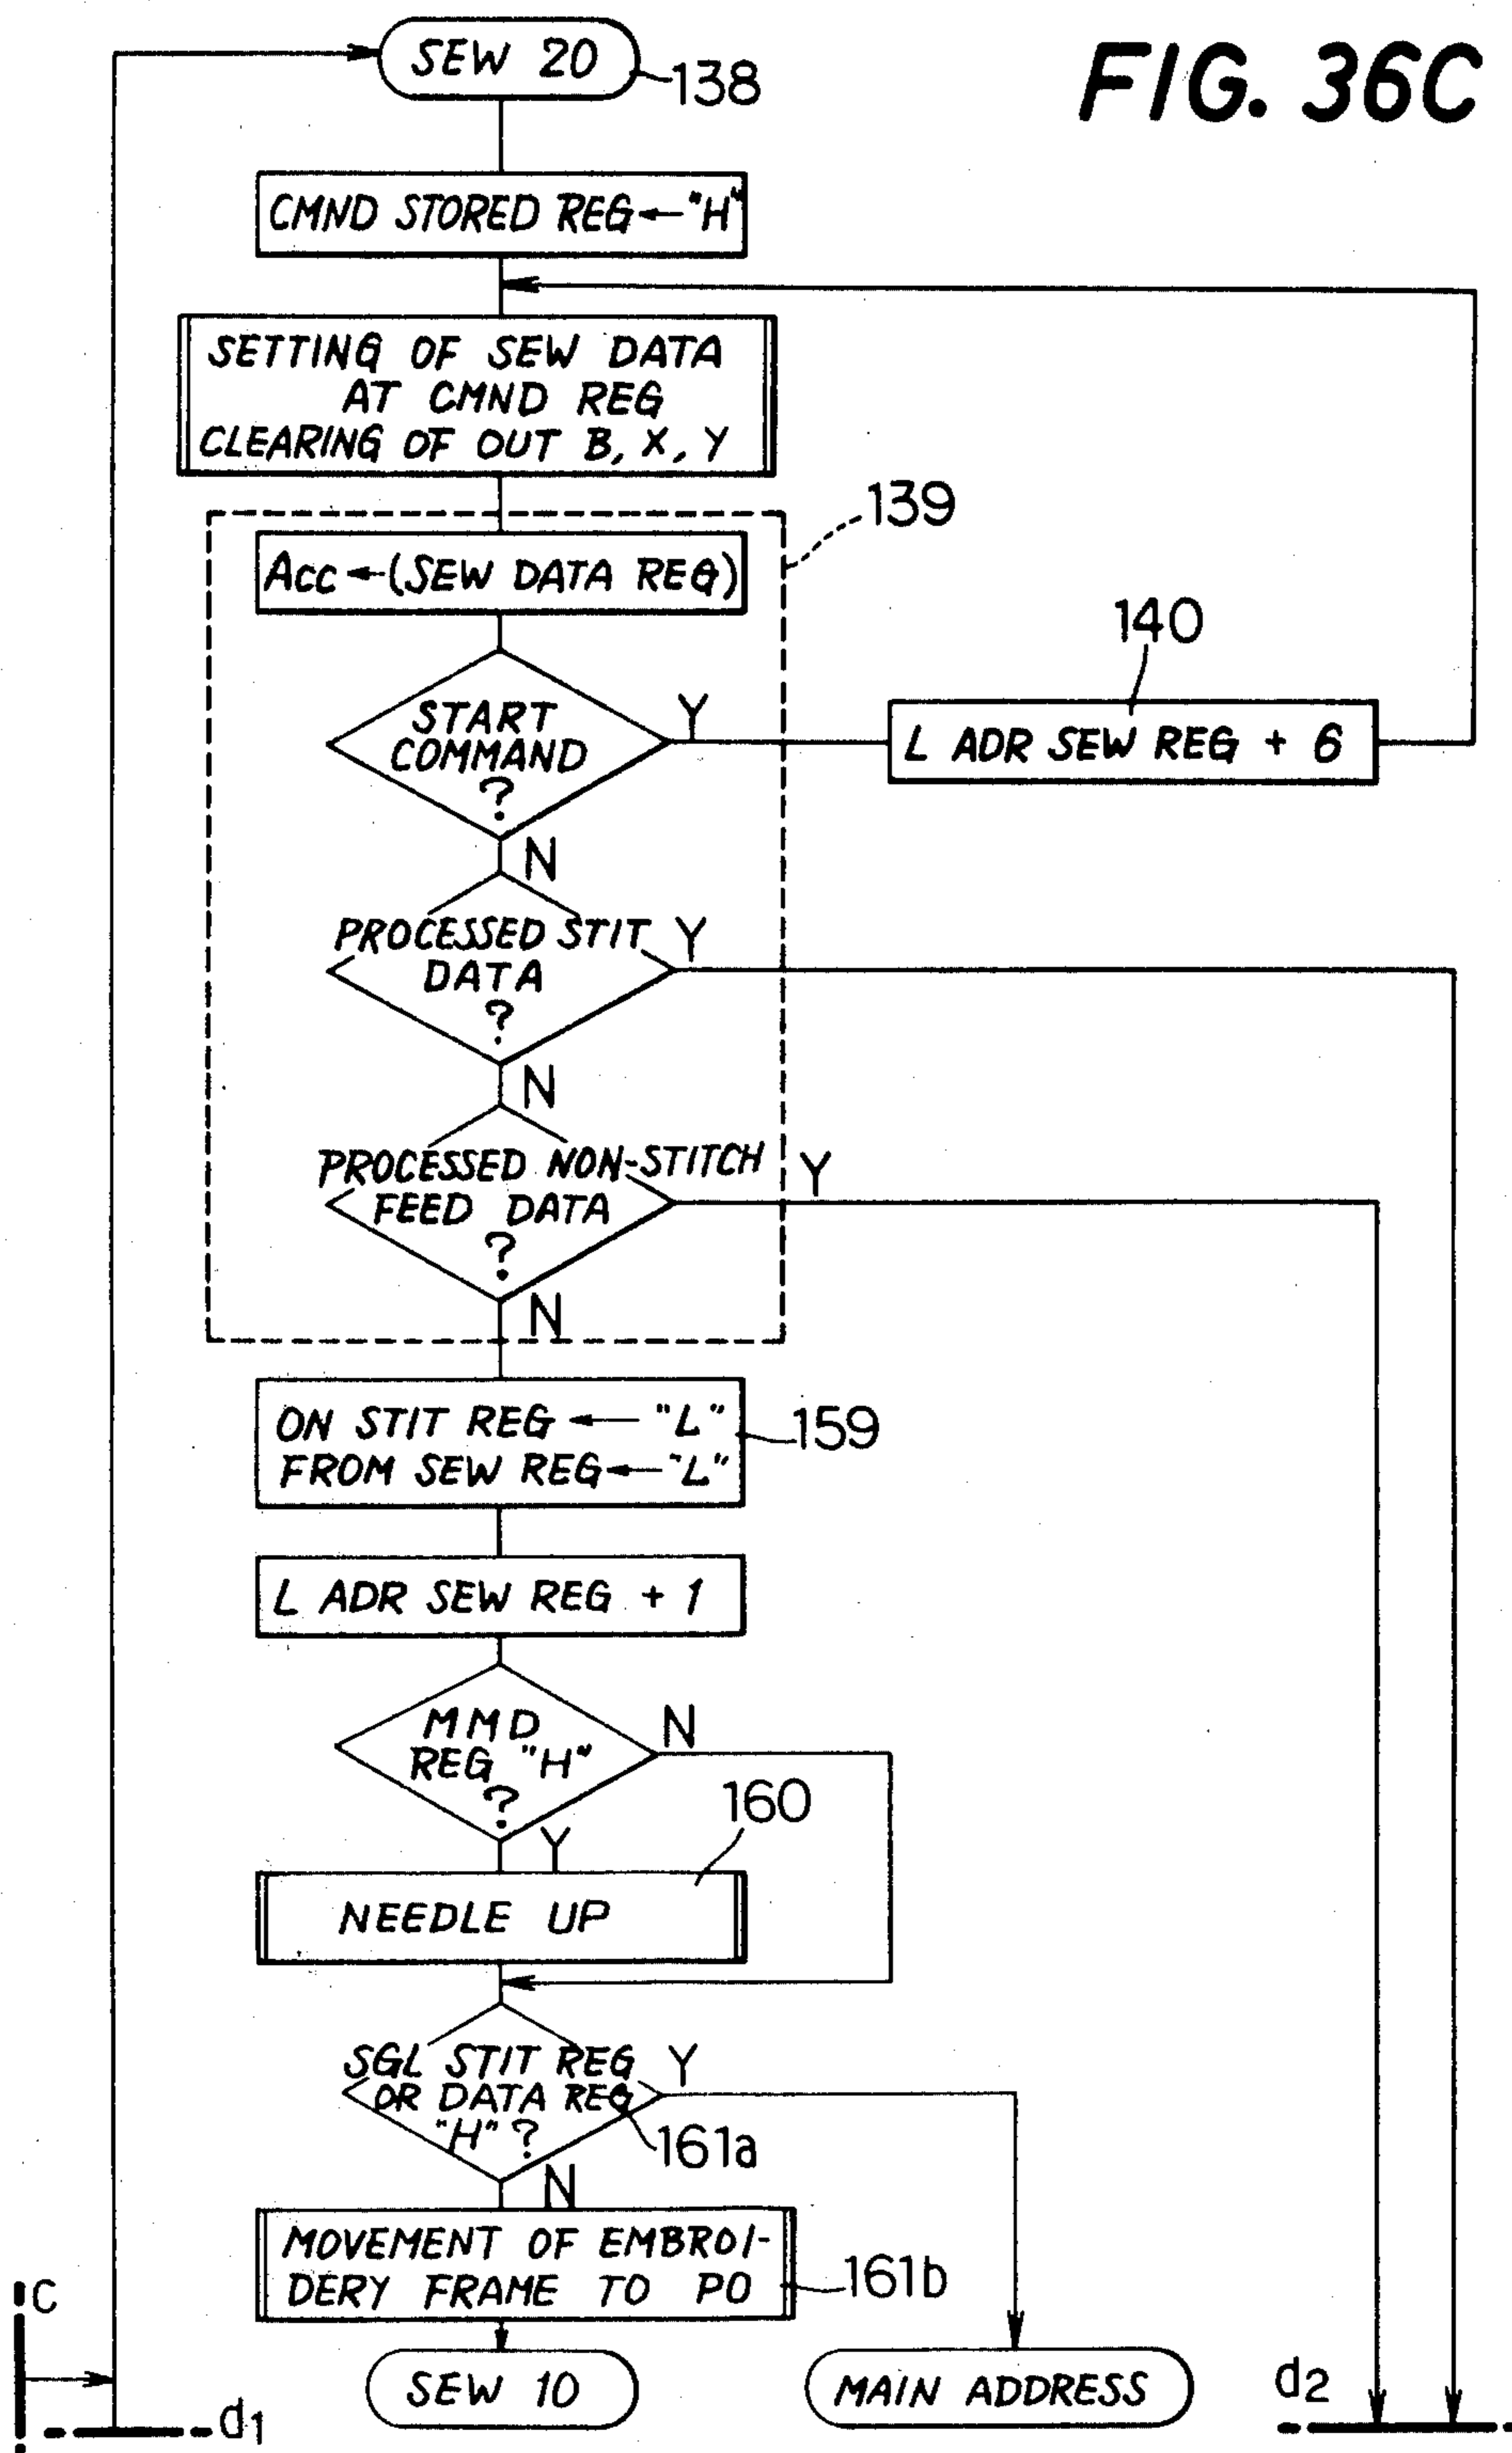 FIG. 36C
SEW 20
138
CMND STORED REG ← "H"
SETTING OF SEW DATA
AT CMND REG
CLEARING OF OUT B, X, Y
139
Acc ← (SEW DATA REG)
140
START
COMMAND
?
Y
L ADR SEW REG + 6
N
PROCESSED STIT
DATA
?
Y
N
PROCESSED NON-STITCH
FEED DATA
?
Y
N
ON STIT REG ← "L"
FROM SEW REG ← "L"
159
L ADR SEW REG + 1
MMD
REG "H"
?
N
Y
160
NEEDLE UP
SGL STIT REG
OR DATA REG
"H" ?
Y
161a
N
MOVEMENT OF EMBROI-
DERY FRAME TO PO
161b
C
SEW 10
MAIN ADDRESS
d1
d2